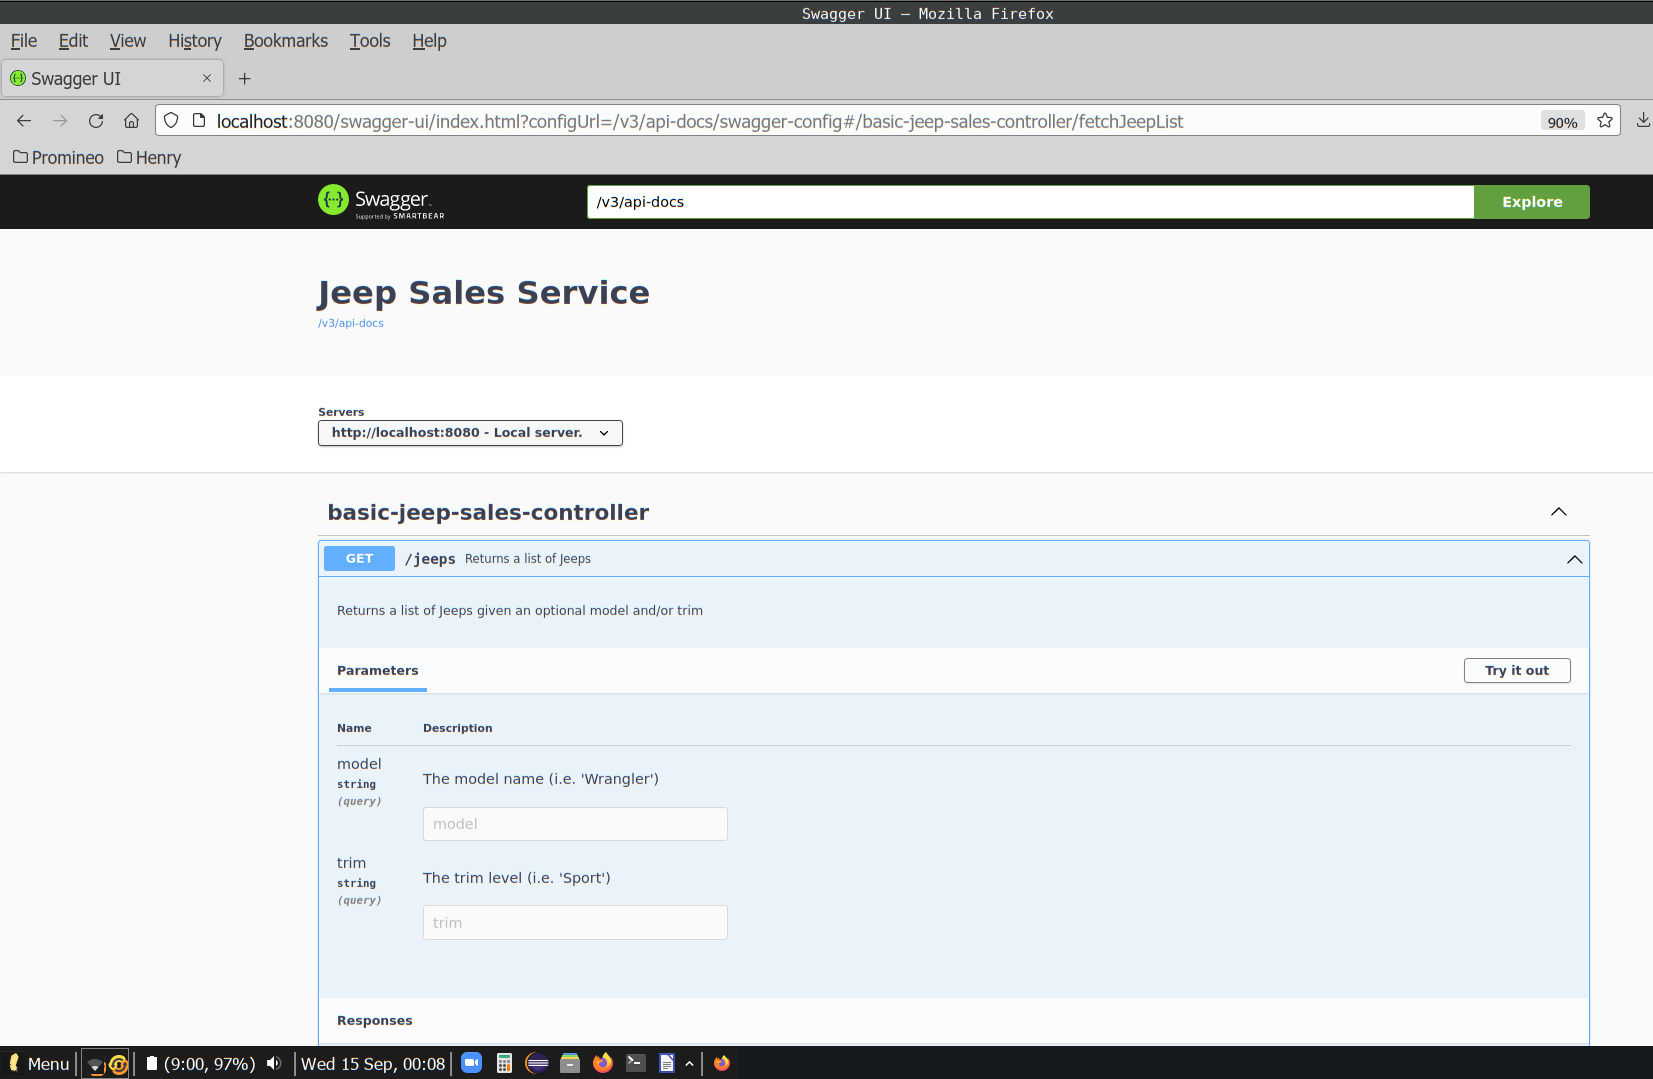 Swagger UI — Mozilla Firefox
File Edit View History Bookmarks Tools Help
Swagger UI
localhost:8080/swagger-ui/index.html?configUrl=/v3/api-docs/swagger-config#/basic-jeep-sales-controller/fetchJeepList
90%
Promineo Henry
Swagger
Supported by SMARTBEAR
/v3/api-docs
Explore
Jeep Sales Service
/v3/api-docs
Servers
http://localhost:8080 - Local server.
basic-jeep-sales-controller
GET /jeeps Returns a list of Jeeps
Returns a list of Jeeps given an optional model and/or trim
Parameters
Try it out
Name Description
model
string
(query)
The model name (i.e. 'Wrangler')
model
trim
string
(query)
The trim level (i.e. 'Sport')
trim
Responses
Menu (9:00, 97%) Wed 15 Sep, 00:08